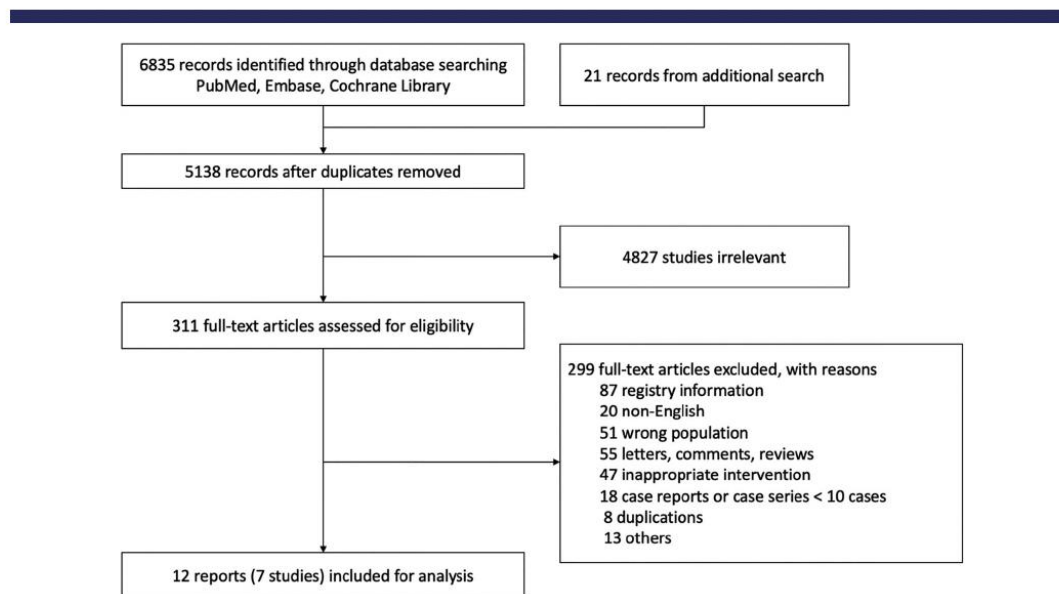 6835 records identified through database searching
PubMed, Embase, Cochrane Library
21 records from additional search
5138 records after duplicates removed
4827 studies irrelevant
311 full-text articles assessed for eligibility
299 full-text articles excluded, with reasons
87 registry information
20 non-English
51 wrong population
55 letters, comments, reviews
47 inappropriate intervention
18 case reports or case series < 10 cases
8 duplications
13 others
12 reports (7 studies) included for analysis